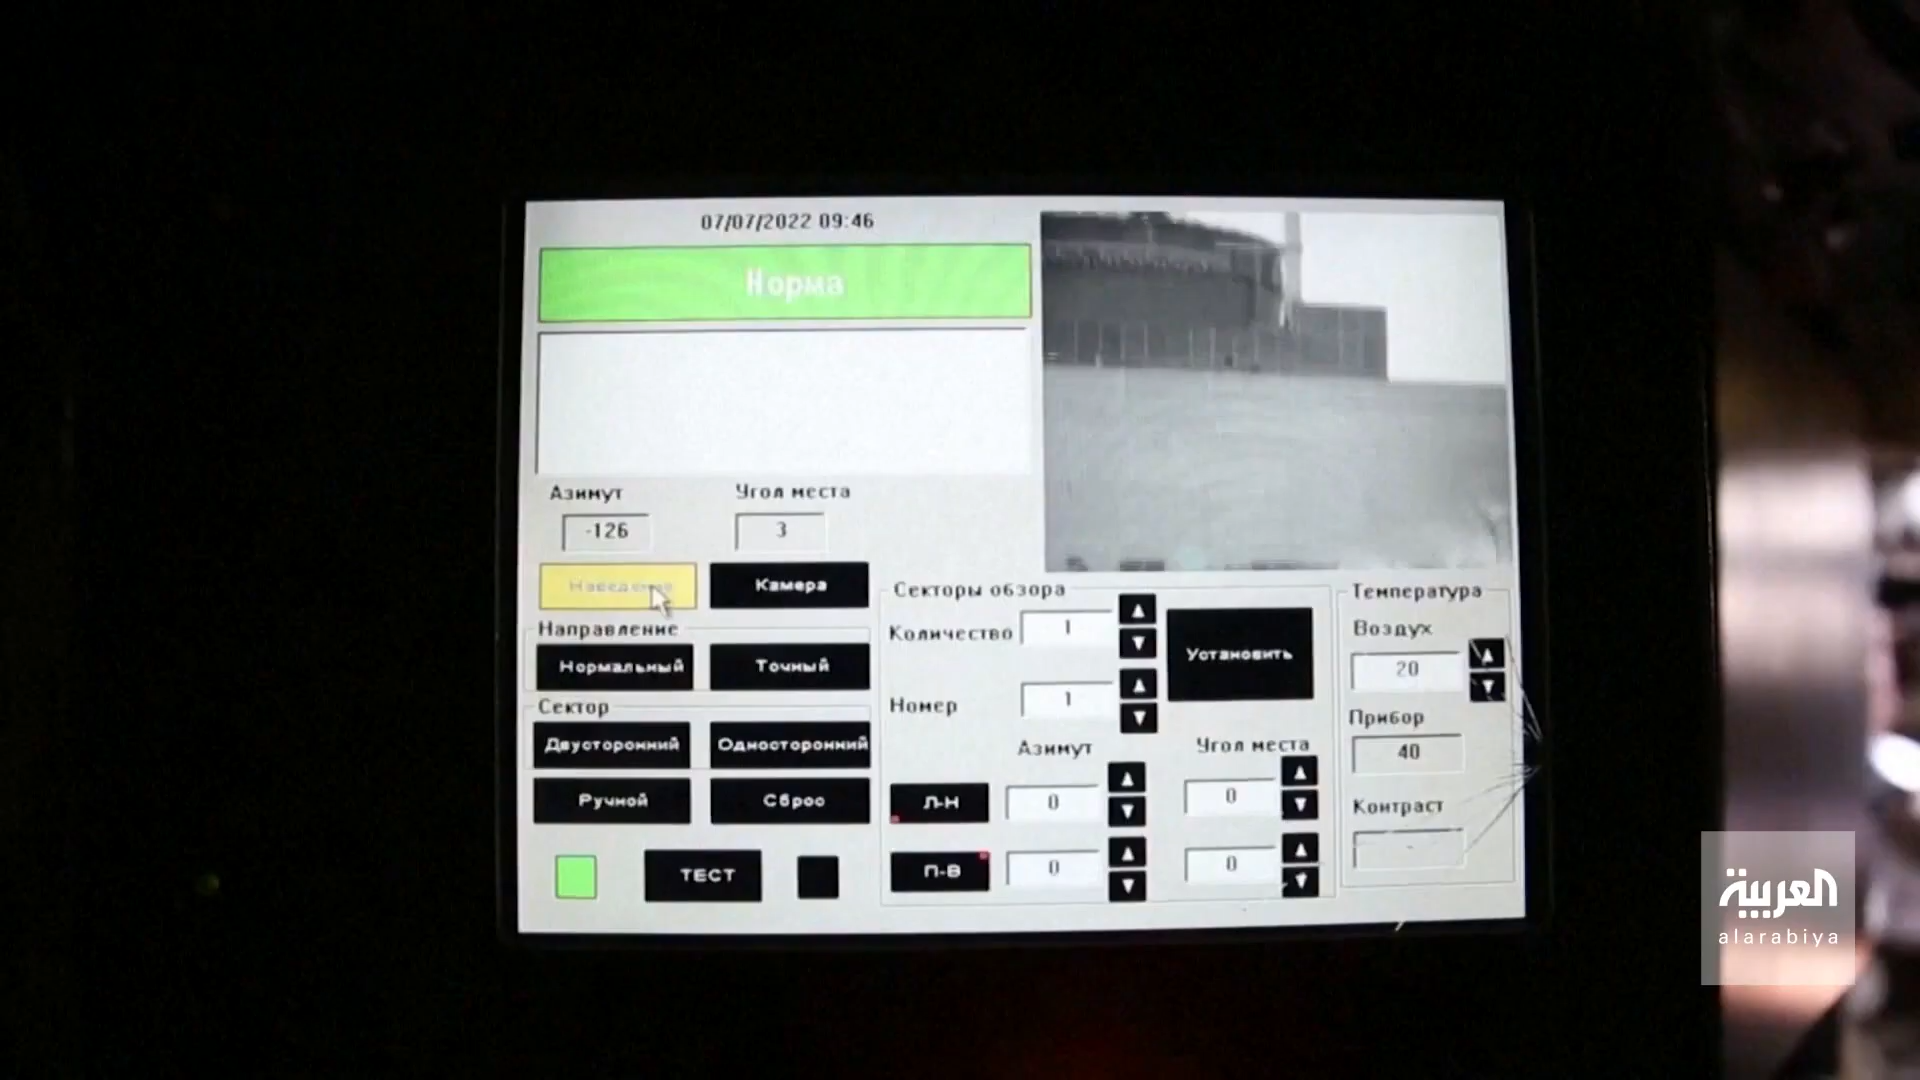 07/07/2022 09:46
Норма
Азимут
Угол места
-126
3
Наведение
Камера
Направление
Нормальный
Точный
Сектор
Двусторонний
Односторонний
Ручной
Сброс
ТЕСТ
Секторы обзора
Количество
1
Установить
Номер
1
Азимут
Угол места
Л-Н
0
0
П-В
0
0
Температура
Воздух
20
Прибор
40
Контраст
العربية
alarabiya